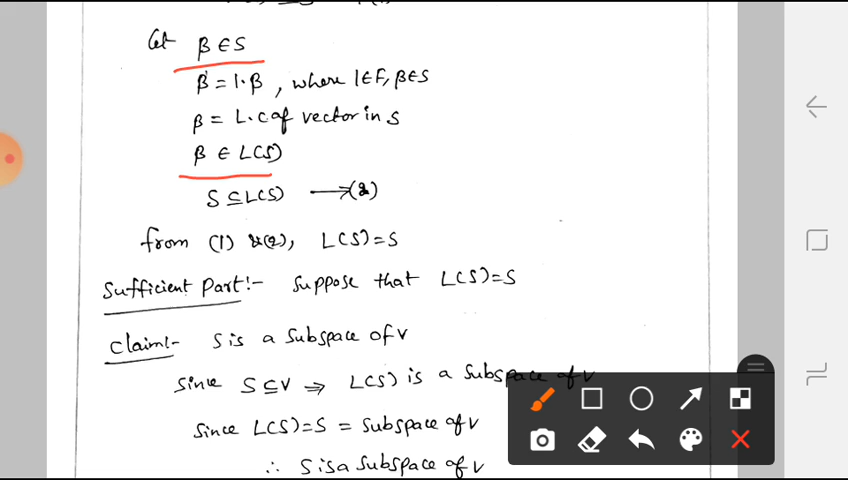 Let β ∈ S
β = 1·β , where 1∈F, β∈S
β = L.c of vector in S
β ∈ L(S)
S ⊆ L(S) ⟶(2)
from (1) &(2), L(S)=S
Sufficient Part:- Suppose that L(S)=S
Claim:- S is a subspace of V
Since S⊆V ⇒ L(S) is a subspace of V
Since L(S)=S = subspace of V
∴ S is a subspace of V